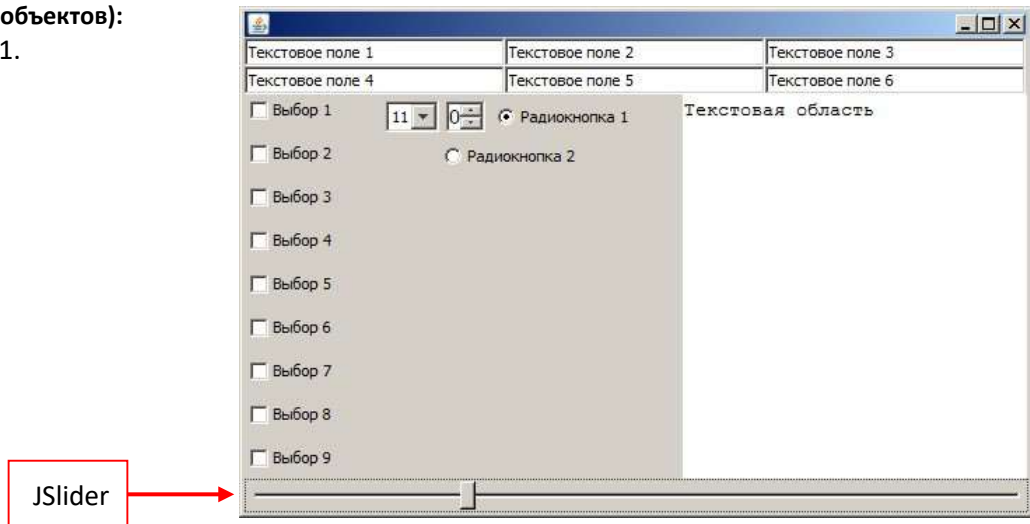 объектов):
1.
Текстовое поле 1 Текстовое поле 2 Текстовое поле 3
Текстовое поле 4 Текстовое поле 5 Текстовое поле 6
Выбор 1 11 0 Радиокнопка 1 Текстовая область
Выбор 2 Радиокнопка 2
Выбор 3
Выбор 4
Выбор 5
Выбор 6
Выбор 7
Выбор 8
Выбор 9
JSlider